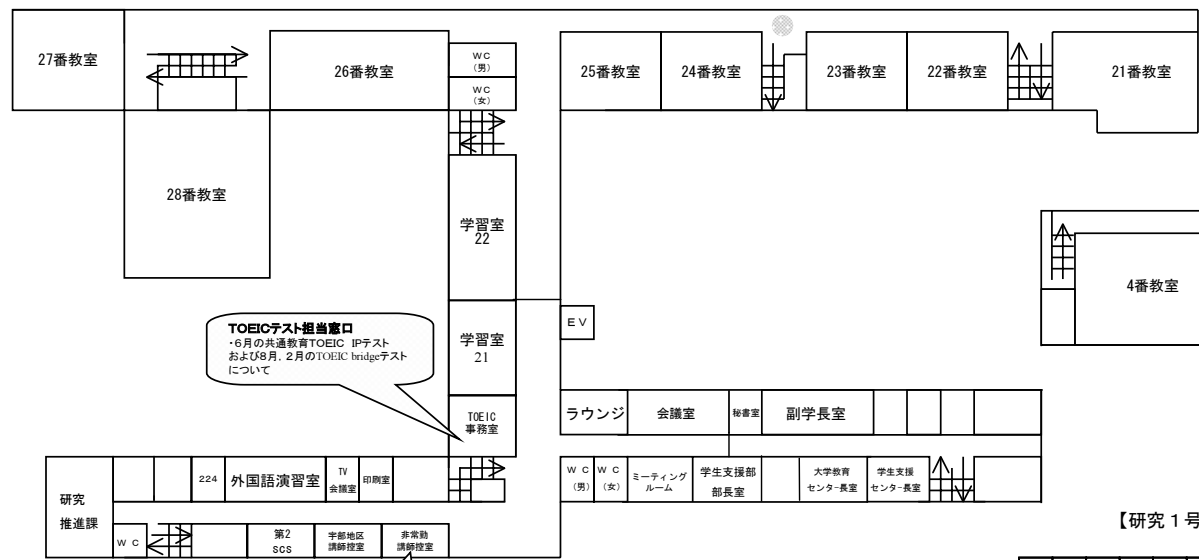 27番教室
26番教室
WC
(男)
WC
(女)
25番教室
24番教室
23番教室
22番教室
21番教室
28番教室
学習室
22
4番教室
TOEICテスト担当窓口
・6月の共通教育TOEIC IPテスト
および8月, 2月のTOEIC bridgeテスト
について
学習室
21
EV
TOEIC
事務室
ラウンジ
会議室
秘書室
副学長室
研究
推進課
224
外国語演習室
TV
会議室
印刷室
WC
(男)
WC
(女)
ミーティング
ルーム
学生支援部
部長室
大学教育
センター長室
学生支援
センター長室
WC
第2
SCS
宇部地区
講師控室
非常勤
講師控室
【研究1号